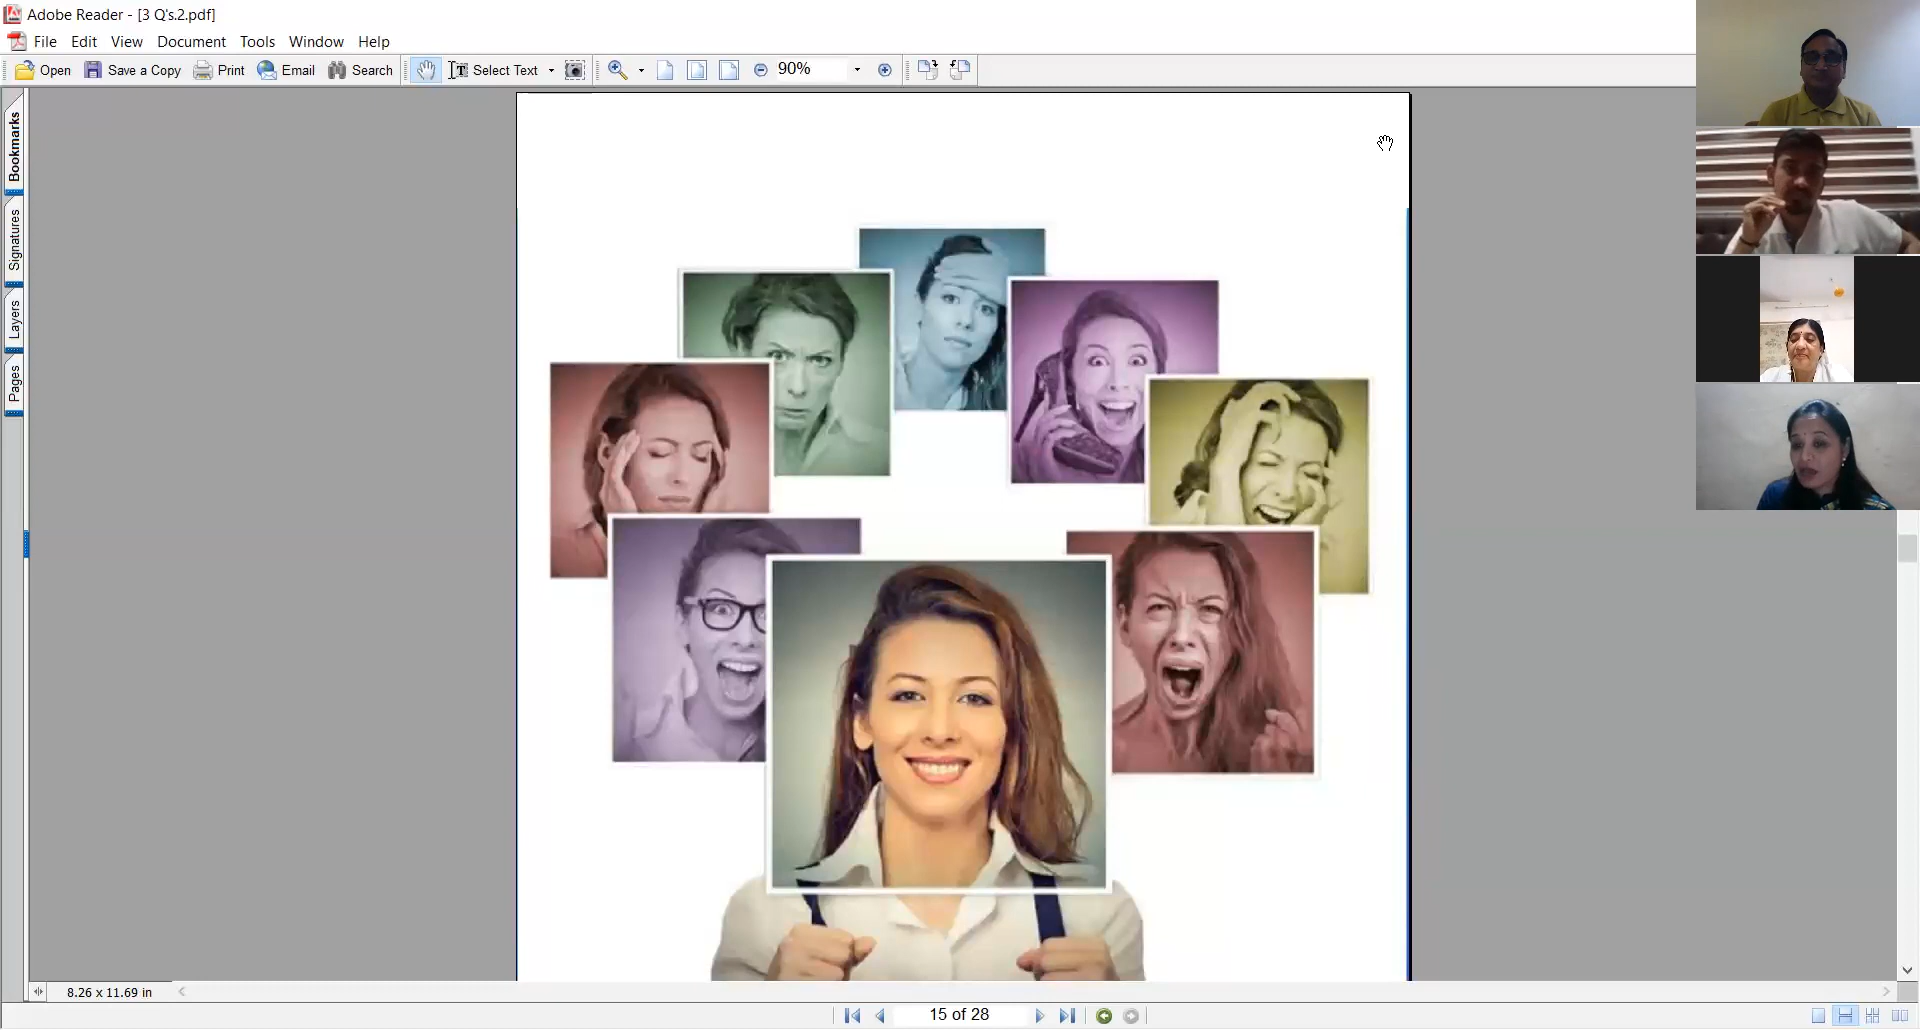 Adobe Reader - [3 Q's.2.pdf]
File Edit View Document Tools Window Help
Open Save a Copy Print Email Search Select Text 90%
Bookmarks
Signatures
Layers
Pages
8.26 x 11.69 in
15 of 28